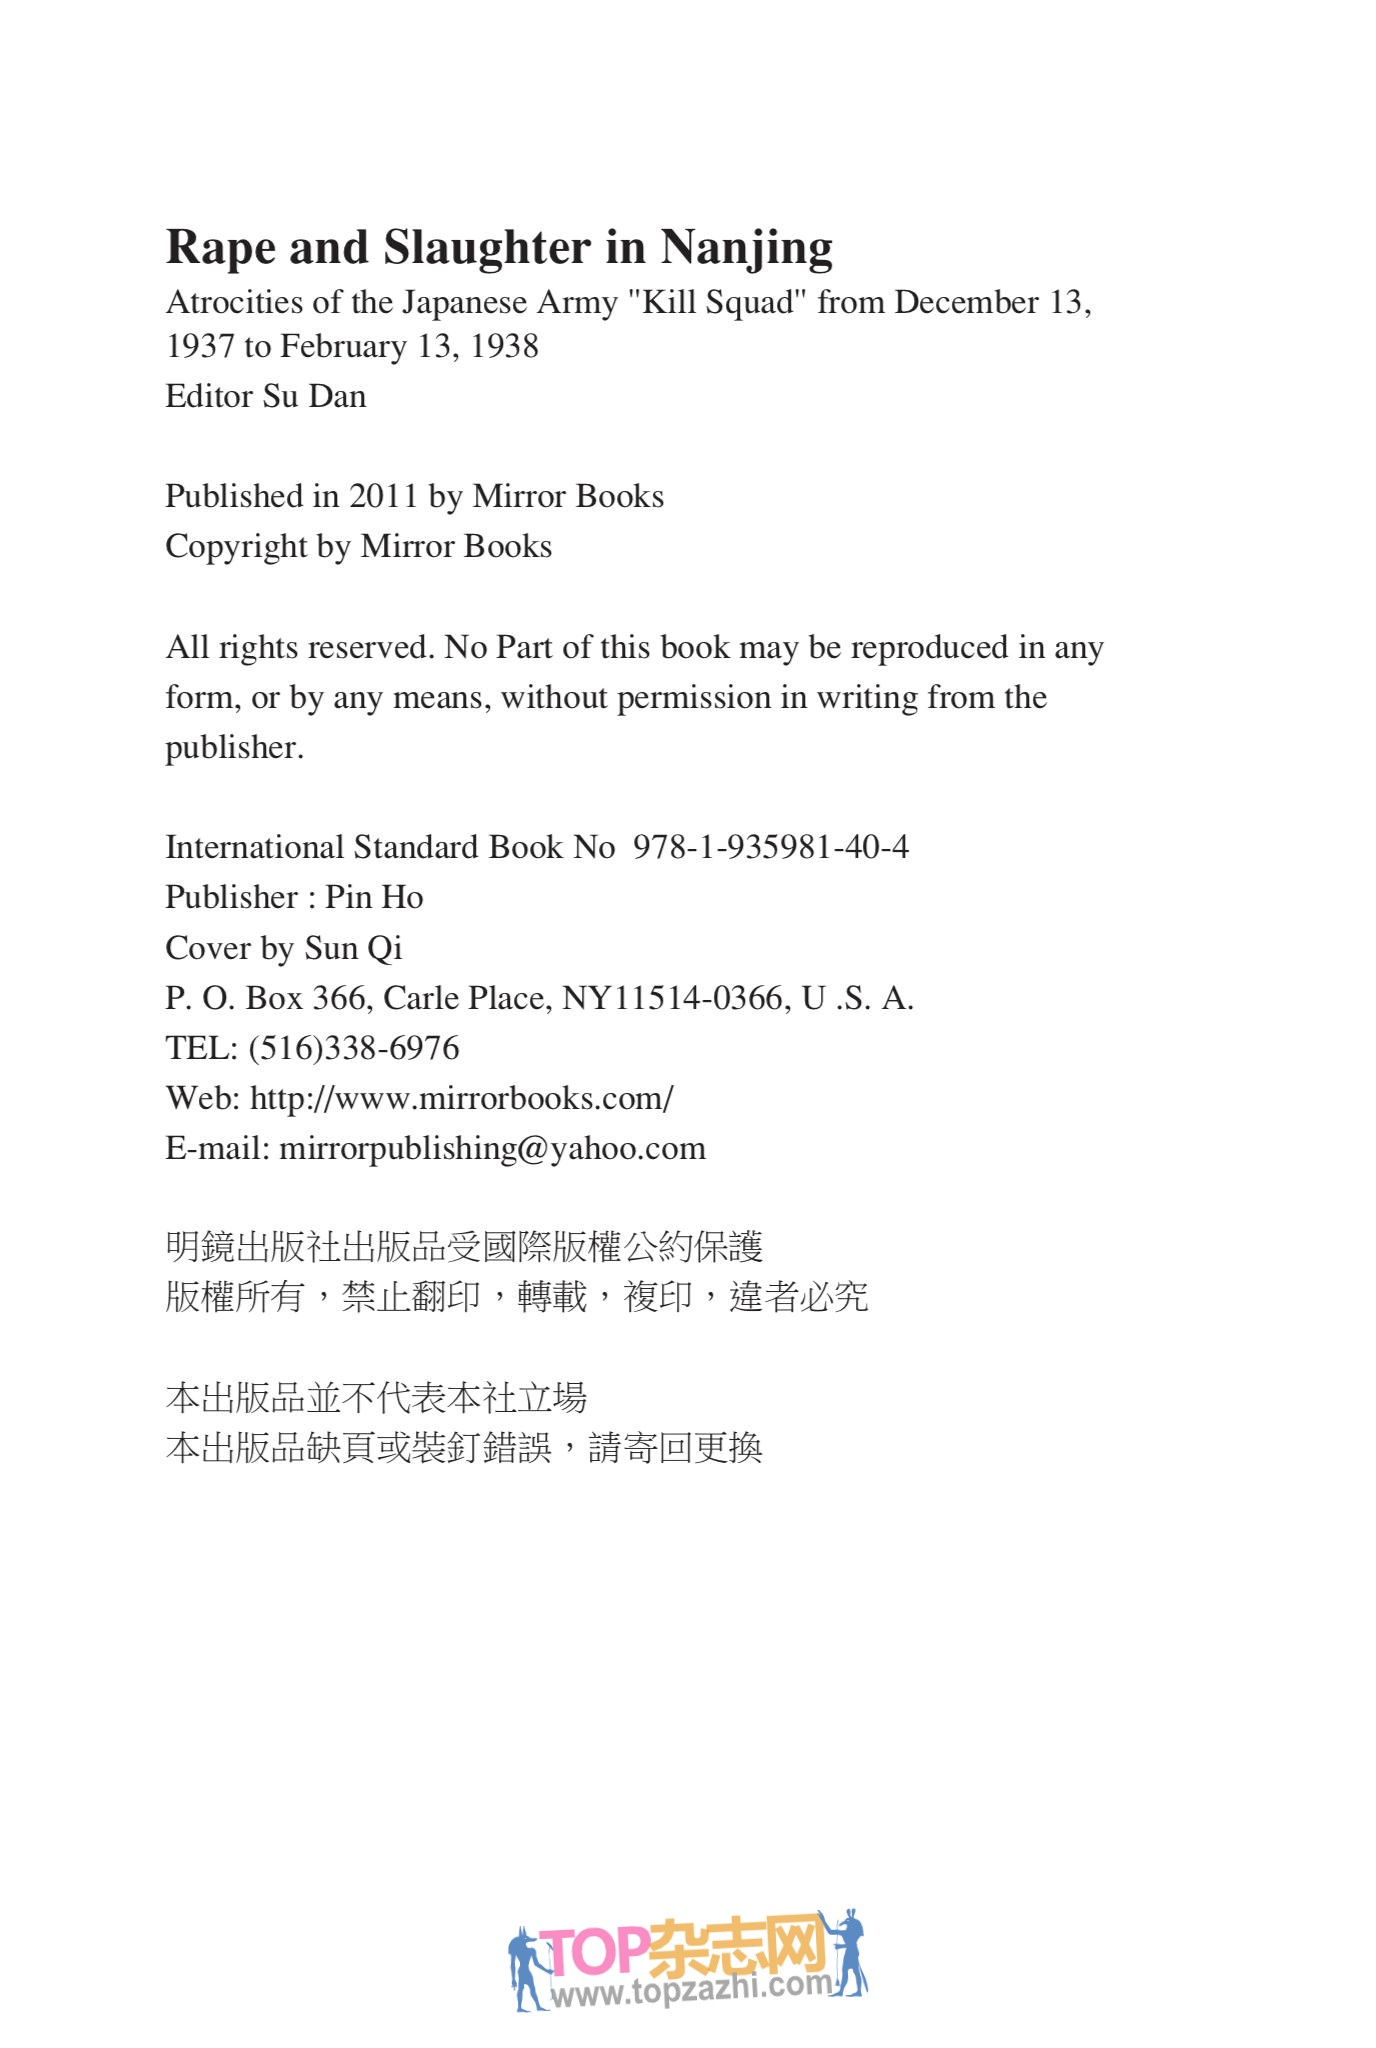 Rape and Slaughter in Nanjing
Atrocities of the Japanese Army "Kill Squad" from December 13,
1937 to February 13, 1938
Editor Su Dan
Published in 2011 by Mirror Books
Copyright by Mirror Books
All rights reserved. No Part of this book may be reproduced in any
form, or by any means, without permission in writing from the
publisher.
International Standard Book No  978-1-935981-40-4
Publisher : Pin Ho
Cover by Sun Qi
P. O. Box 366, Carle Place, NY11514-0366, U .S. A.
TEL: (516)338-6976
Web: http://www.mirrorbooks.com/
E-mail: mirrorpublishing@yahoo.com
明鏡出版社出版品受國際版權公約保護
版權所有，禁止翻印，轉載，複印，違者必究
本出版品並不代表本社立場
本出版品缺頁或裝釘錯誤，請寄回更換
TOP杂志网
www.topzazhi.com